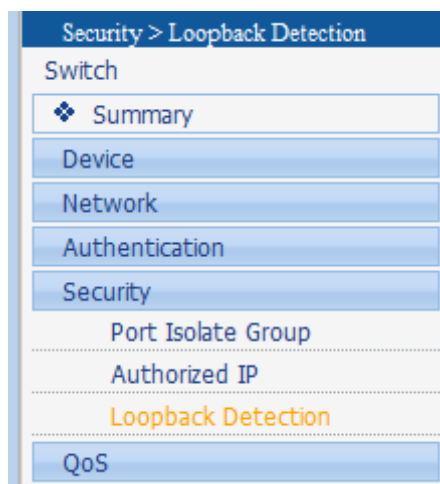 Security > Loopback Detection
Switch
Summary
Device
Network
Authentication
Security
Port Isolate Group
Authorized IP
Loopback Detection
QoS